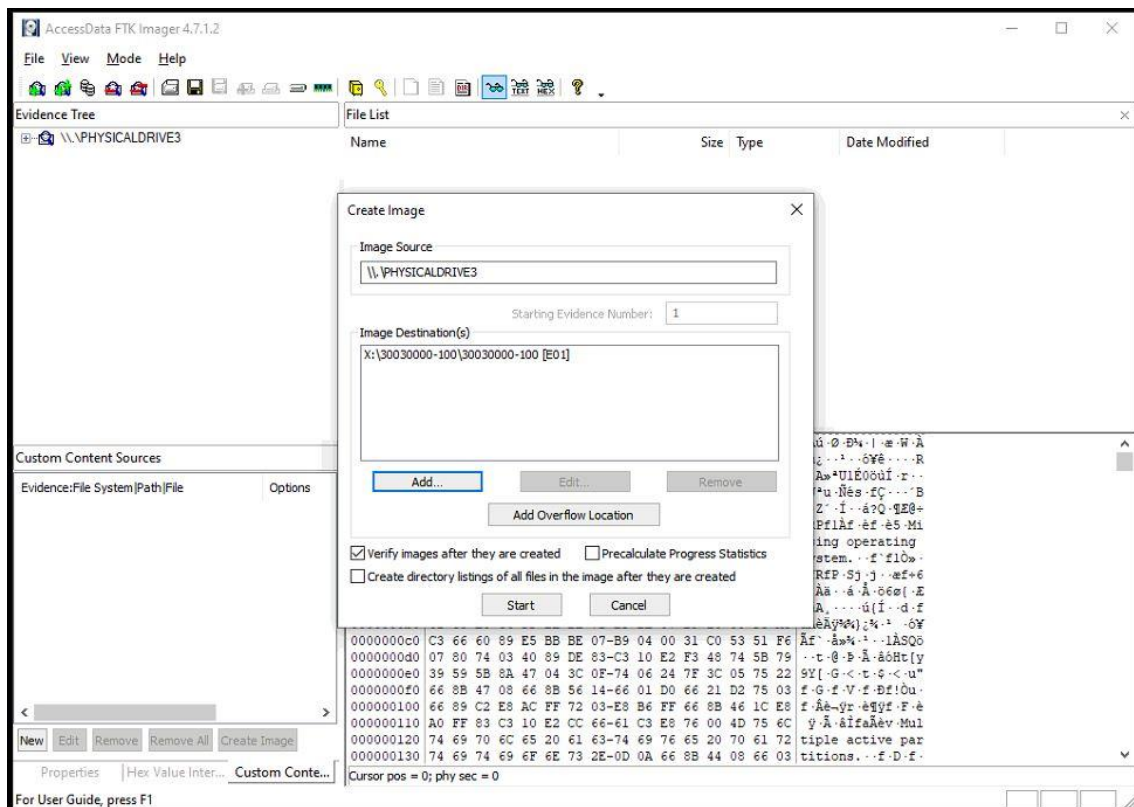 AccessData FTK Imager 4.7.1.2
File View Mode Help
Evidence Tree
File List
\\.\PHYSICALDRIVE3
Name Size Type Date Modified
Create Image
Image Source
\\.\PHYSICALDRIVE3
Starting Evidence Number: 1
Image Destination(s)
X:\30030000-100\30030000-100 [E01]
Add... Edit... Remove
Add Overflow Location
Verify images after they are created Precalculate Progress Statistics
Create directory listings of all files in the image after they are created
Start Cancel
Custom Content Sources
Evidence:File System|Path|File Options
ing operating
stem.
0000000c0 C3 66 60 89 E5 BB BE 07-B9 04 00 31 C0 53 51 F6
0000000d0 07 80 74 03 40 89 DE 83-C3 10 E2 F3 48 74 5B 79
0000000e0 39 59 5B 8A 47 04 3C 0F-74 06 24 7F 3C 05 75 22
0000000f0 66 8B 47 08 66 8B 56 14-66 01 D0 66 21 D2 75 03
000000100 66 89 C2 E8 AC FF 72 03-E8 B6 FF 66 8B 46 1C E8
000000110 A0 FF 83 C3 10 E2 CC 66-61 C3 E8 76 00 4D 75 6C
000000120 74 69 70 6C 65 20 61 63-74 69 76 65 20 70 61 72 tiple active par
000000130 74 69 74 69 6F 6E 73 2E-0D 0A 66 8B 44 08 66 03 titions.··f·D·f·
New Edit Remove Remove All Create Image
Properties Hex Value Inter... Custom Conte...
Cursor pos = 0; phy sec = 0
For User Guide, press F1